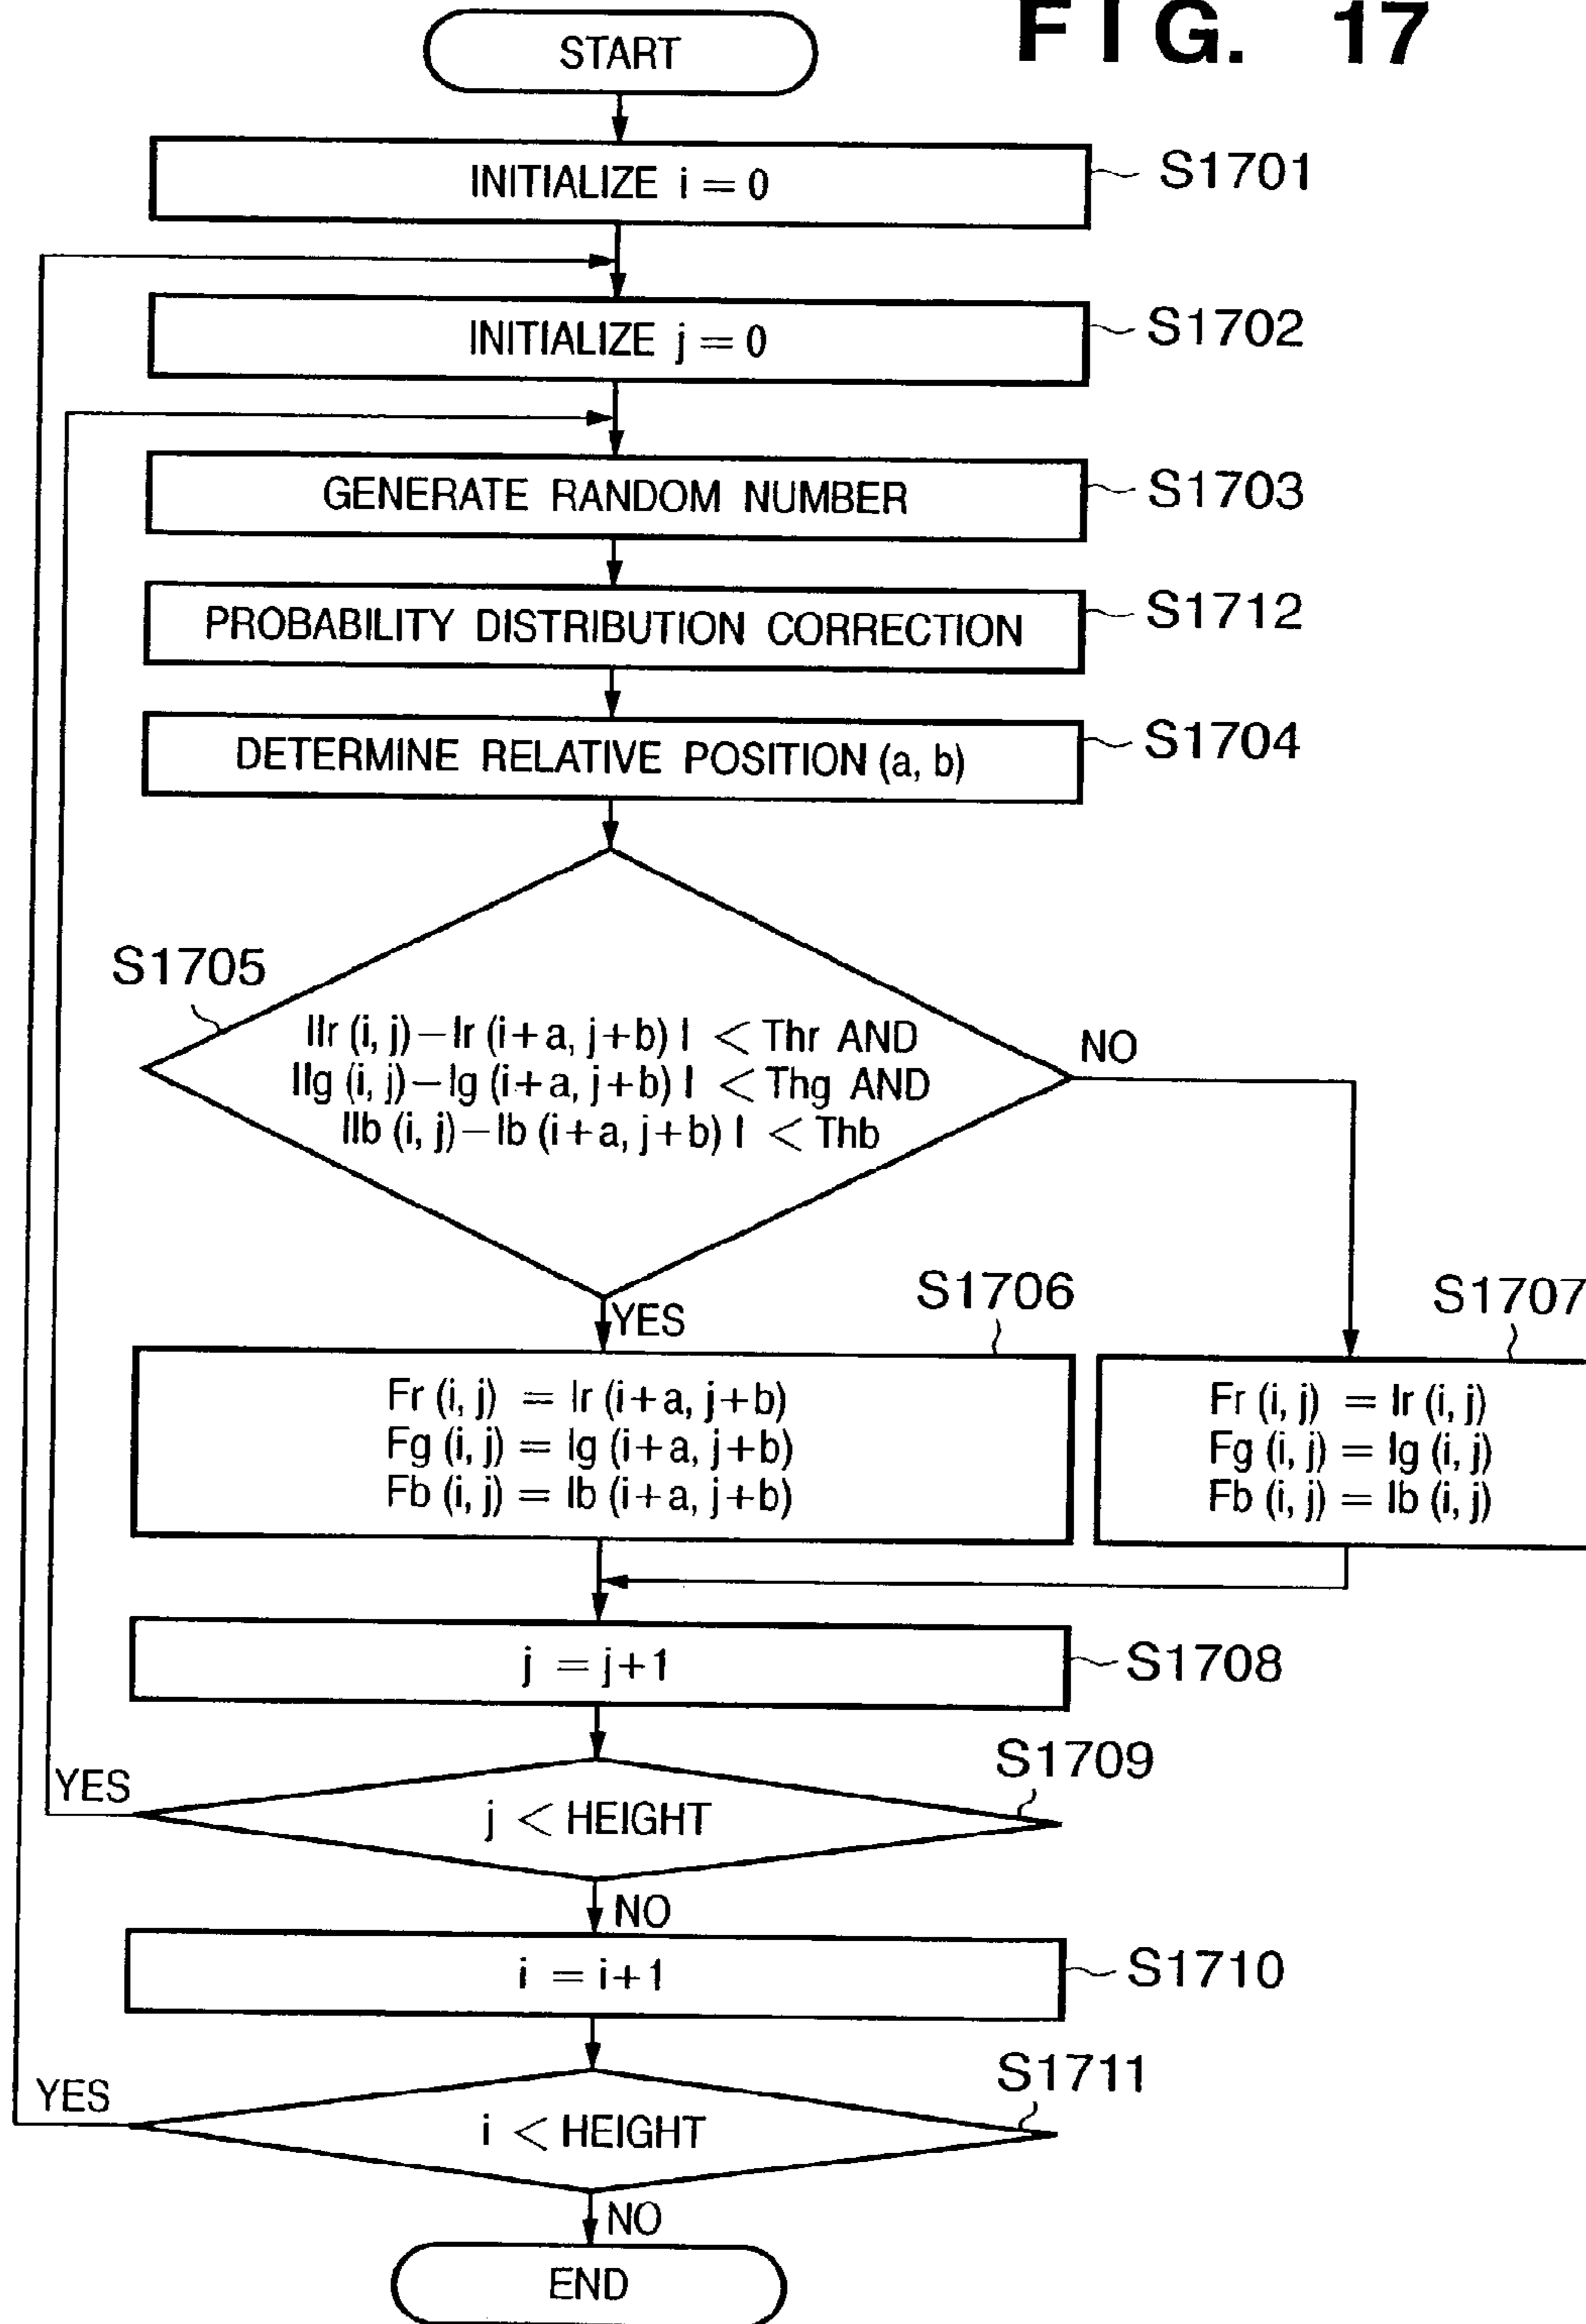 FIG. 17
START
INITIALIZE i = 0
S1701
INITIALIZE j = 0
S1702
GENERATE RANDOM NUMBER
S1703
PROBABILITY DISTRIBUTION CORRECTION
S1712
DETERMINE RELATIVE POSITION (a, b)
S1704
S1705
|Ir (i, j)−Ir (i+a, j+b) | < Thr AND
|Ig (i, j)−Ig (i+a, j+b) | < Thg AND
|Ib (i, j)−Ib (i+a, j+b) | < Thb
NO
YES
S1706
Fr (i, j) = Ir (i+a, j+b)
Fg (i, j) = Ig (i+a, j+b)
Fb (i, j) = Ib (i+a, j+b)
S1707
Fr (i, j) = Ir (i, j)
Fg (i, j) = Ig (i, j)
Fb (i, j) = Ib (i, j)
j = j+1
S1708
S1709
YES
j < HEIGHT
NO
i = i+1
S1710
S1711
YES
i < HEIGHT
NO
END